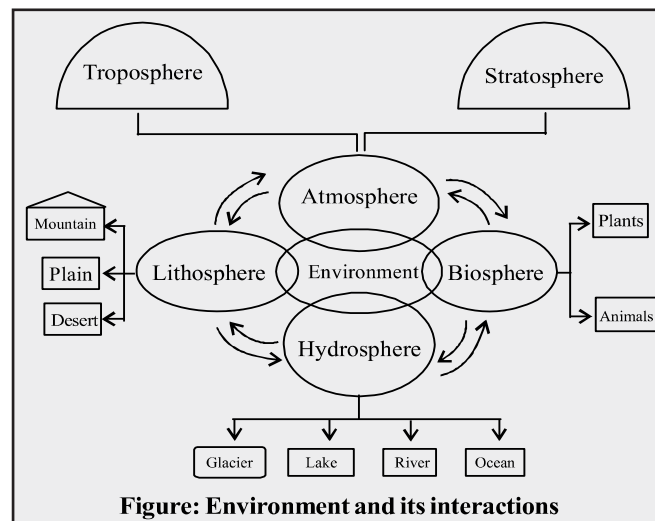 Troposphere
Stratosphere
Atmosphere
Mountain
Plain
Desert
Lithosphere
Environment
Biosphere
Plants
Animals
Hydrosphere
Glacier
Lake
River
Ocean
Figure: Environment and its interactions